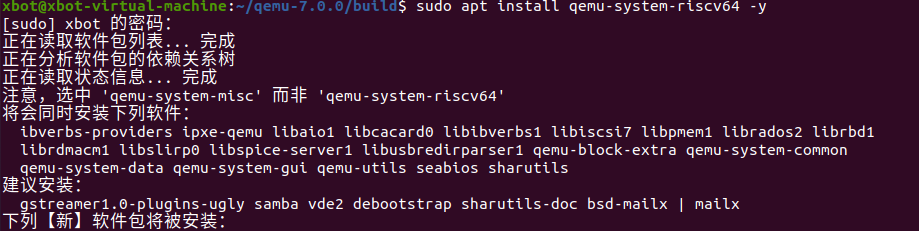 xbot@xbot-virtual-machine:~/qemu-7.0.0/build$ sudo apt install qemu-system-riscv64 -y
[sudo] xbot 的密码：
正在读取软件包列表... 完成
正在分析软件包的依赖关系树
正在读取状态信息... 完成
注意，选中 'qemu-system-misc' 而非 'qemu-system-riscv64'
将会同时安装下列软件：
ibverbs-providers ipxe-qemu libaio1 libcacard0 libibverbs1 libiscsi7 libpmem1 librados2 librbd1
librdmacm1 libslirp0 libspice-server1 libusbredirparser1 qemu-block-extra qemu-system-common
qemu-system-data qemu-system-gui qemu-utils seabios sharutils
建议安装：
gstreamer1.0-plugins-ugly samba vde2 debootstrap sharutils-doc bsd-mailx | mailx
下列【新】软件包将被安装：